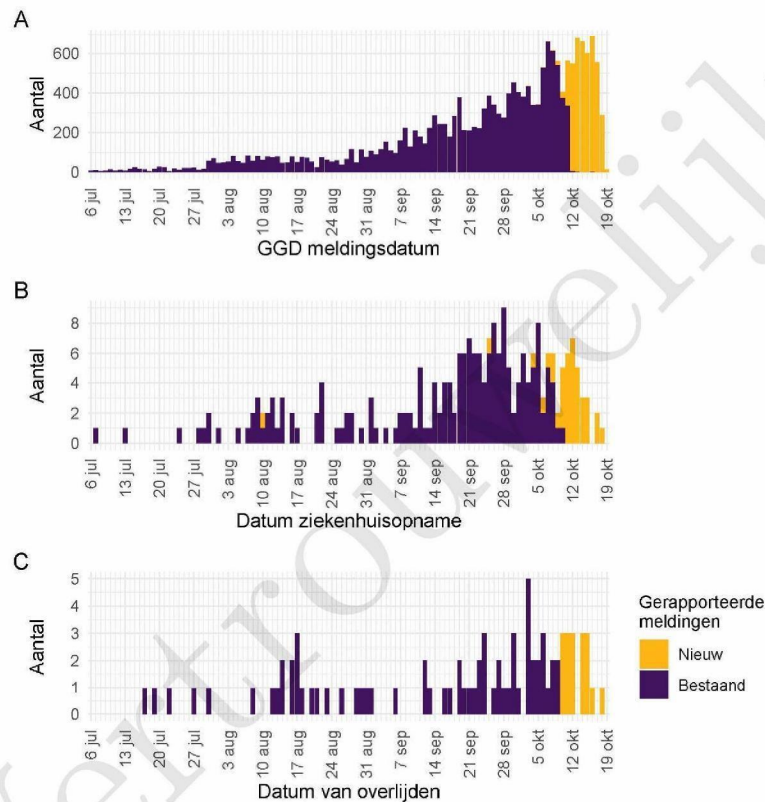 A
Aantal
600
400
200
0
6 jul 13 jul 20 jul 27 jul 3 aug 10 aug 17 aug 24 aug 31 aug 7 sep 14 sep 21 sep 28 sep 5 okt 12 okt 19 okt
GGD meldingsdatum
B
Aantal
8
6
4
2
0
6 jul 13 jul 20 jul 27 jul 3 aug 10 aug 17 aug 24 aug 31 aug 7 sep 14 sep 21 sep 28 sep 5 okt 12 okt 19 okt
Datum ziekenhuisopname
C
Aantal
5
4
3
2
1
0
6 jul 13 jul 20 jul 27 jul 3 aug 10 aug 17 aug 24 aug 31 aug 7 sep 14 sep 21 sep 28 sep 5 okt 12 okt 19 okt
Datum van overlijden
Gerapporteerde
meldingen
Nieuw
Bestaand